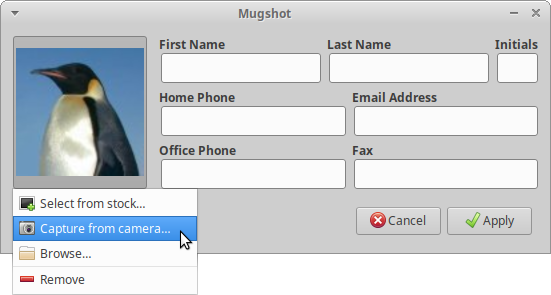 Mugshot
First Name Last Name Initials
Home Phone Email Address
Office Phone Fax
Select from stock...
Capture from camera...
Browse...
Remove
Cancel Apply